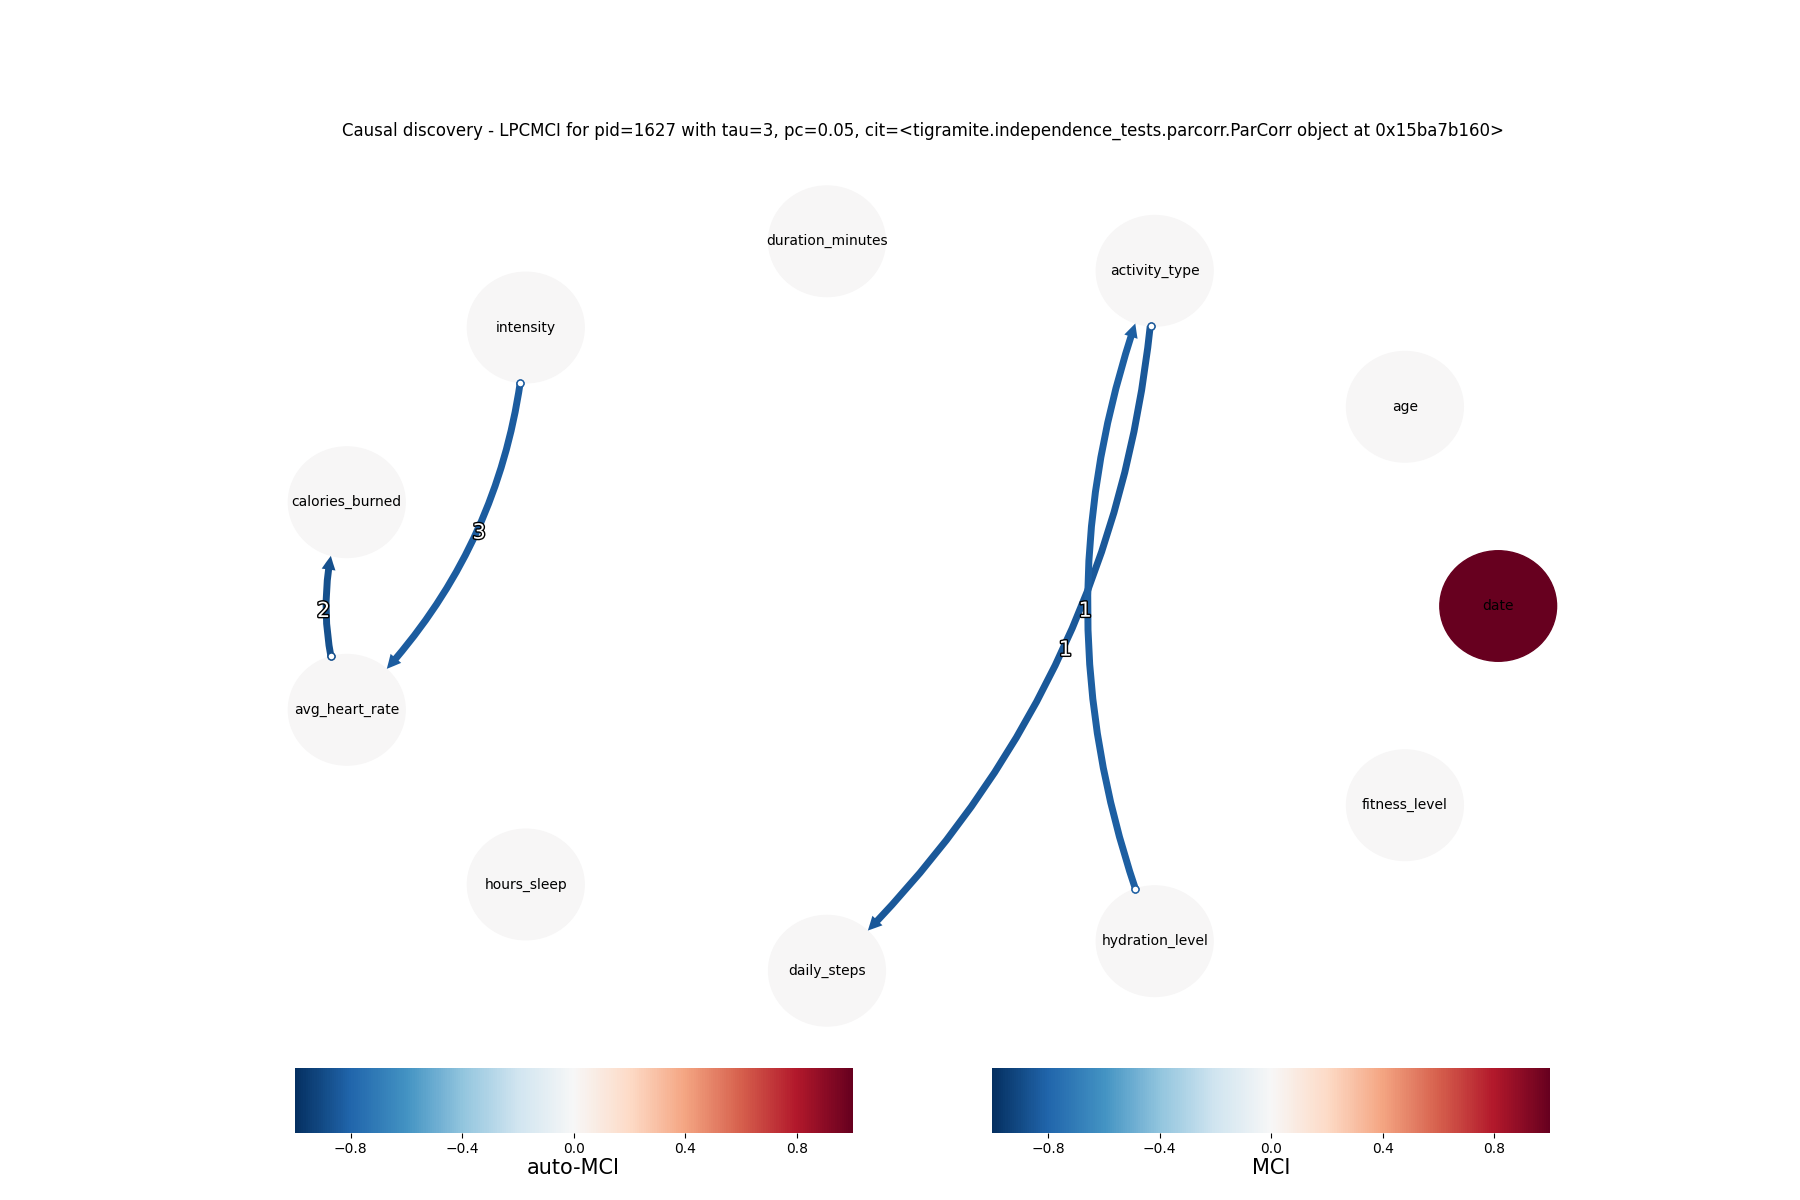 Causal discovery - LPCMCI for pid=1627 with tau=3, pc=0.05, cit=<tigramite.independence_tests.parcorr.ParCorr object at 0x15ba7b160>
duration_minutes
activity_type
intensity
age
calories_burned
3
date
2
1
1
avg_heart_rate
fitness_level
hours_sleep
hydration_level
daily_steps
−0.8 −0.4 0.0 0.4 0.8
auto-MCI
−0.8 −0.4 0.0 0.4 0.8
MCI